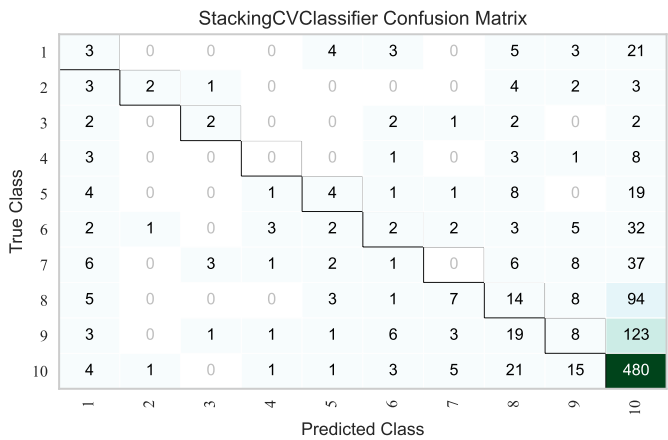 StackingCVClassifier Confusion Matrix
True Class
1 3 0 0 0 4 3 0 5 3 21
2 3 2 1 0 0 0 0 4 2 3
3 2 0 2 0 0 2 1 2 0 2
4 3 0 0 0 0 1 0 3 1 8
5 4 0 0 1 4 1 1 8 0 19
6 2 1 0 3 2 2 2 3 5 32
7 6 0 3 1 2 1 0 6 8 37
8 5 0 0 0 3 1 7 14 8 94
9 3 0 1 1 1 6 3 19 8 123
10 4 1 0 1 1 3 5 21 15 480
1 2 3 4 5 6 7 8 9 10
Predicted Class